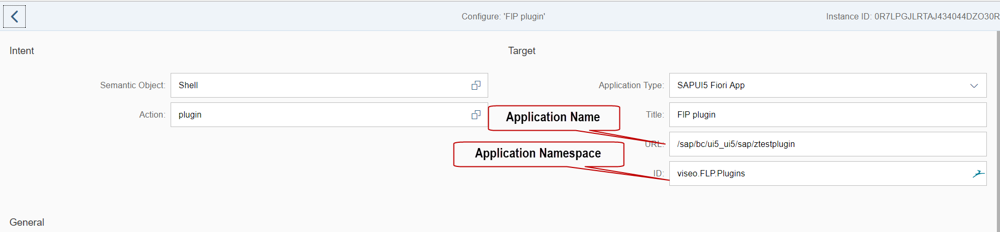 Configure: 'FIP plugin'
Instance ID: 0R7LPGJLRTAJ434044DZO30R
Intent
Target
Semantic Object: Shell
Application Type: SAPUI5 Fiori App
Action: plugin
Application Name
Title: FIP plugin
URL: /sap/bc/ui5_ui5/sap/ztestplugin
Application Namespace
ID: viseo.FLP.Plugins
General